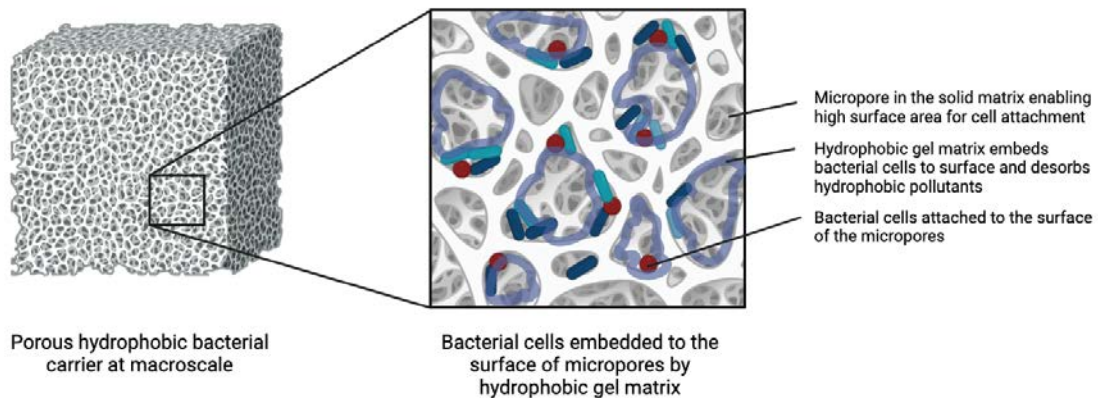 Micropore in the solid matrix enabling
high surface area for cell attachment
Hydrophobic gel matrix embeds
bacterial cells to surface and desorbs
hydrophobic pollutants
Bacterial cells attached to the surface
of the micropores
Porous hydrophobic bacterial
carrier at macroscale
Bacterial cells embedded to the
surface of micropores by
hydrophobic gel matrix